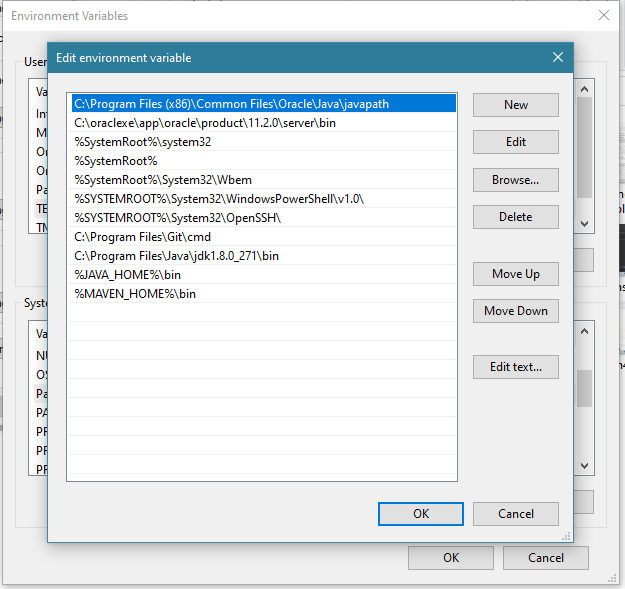 Environment Variables
Edit environment variable
User
Va
C:\Program Files (x86)\Common Files\Oracle\Java\javapath
New
C:\oraclexe\app\oracle\product\11.2.0\server\bin
%SystemRoot%\system32
Edit
%SystemRoot%
%SystemRoot%\System32\Wbem
Browse...
%SYSTEMROOT%\System32\WindowsPowerShell\v1.0\
%SYSTEMROOT%\System32\OpenSSH\
Delete
C:\Program Files\Git\cmd
C:\Program Files\Java\jdk1.8.0_271\bin
%JAVA_HOME%\bin
Move Up
%MAVEN_HOME%\bin
Move Down
Edit text...
In
M
Or
Or
Pa
TE
TM
Syste
Va
NU
OS
Pa
PA
PR
PR
PR
OK
Cancel
OK
Cancel